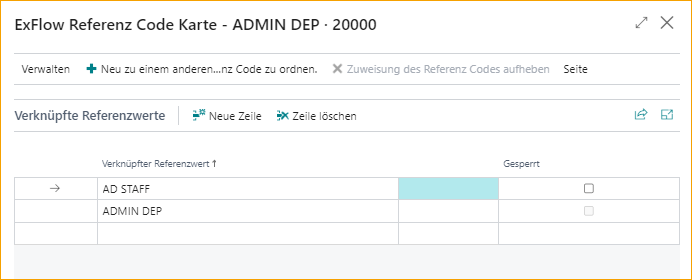 ExFlow Referenz Code Karte - ADMIN DEP · 20000
Verwalten Neu zu einem anderen...nz Code zu ordnen. Zuweisung des Referenz Codes aufheben Seite
Verknüpfte Referenzwerte Neue Zeile Zeile löschen
Verknüpfter Referenzwert ↑ Gesperrt
→ AD STAFF
ADMIN DEP